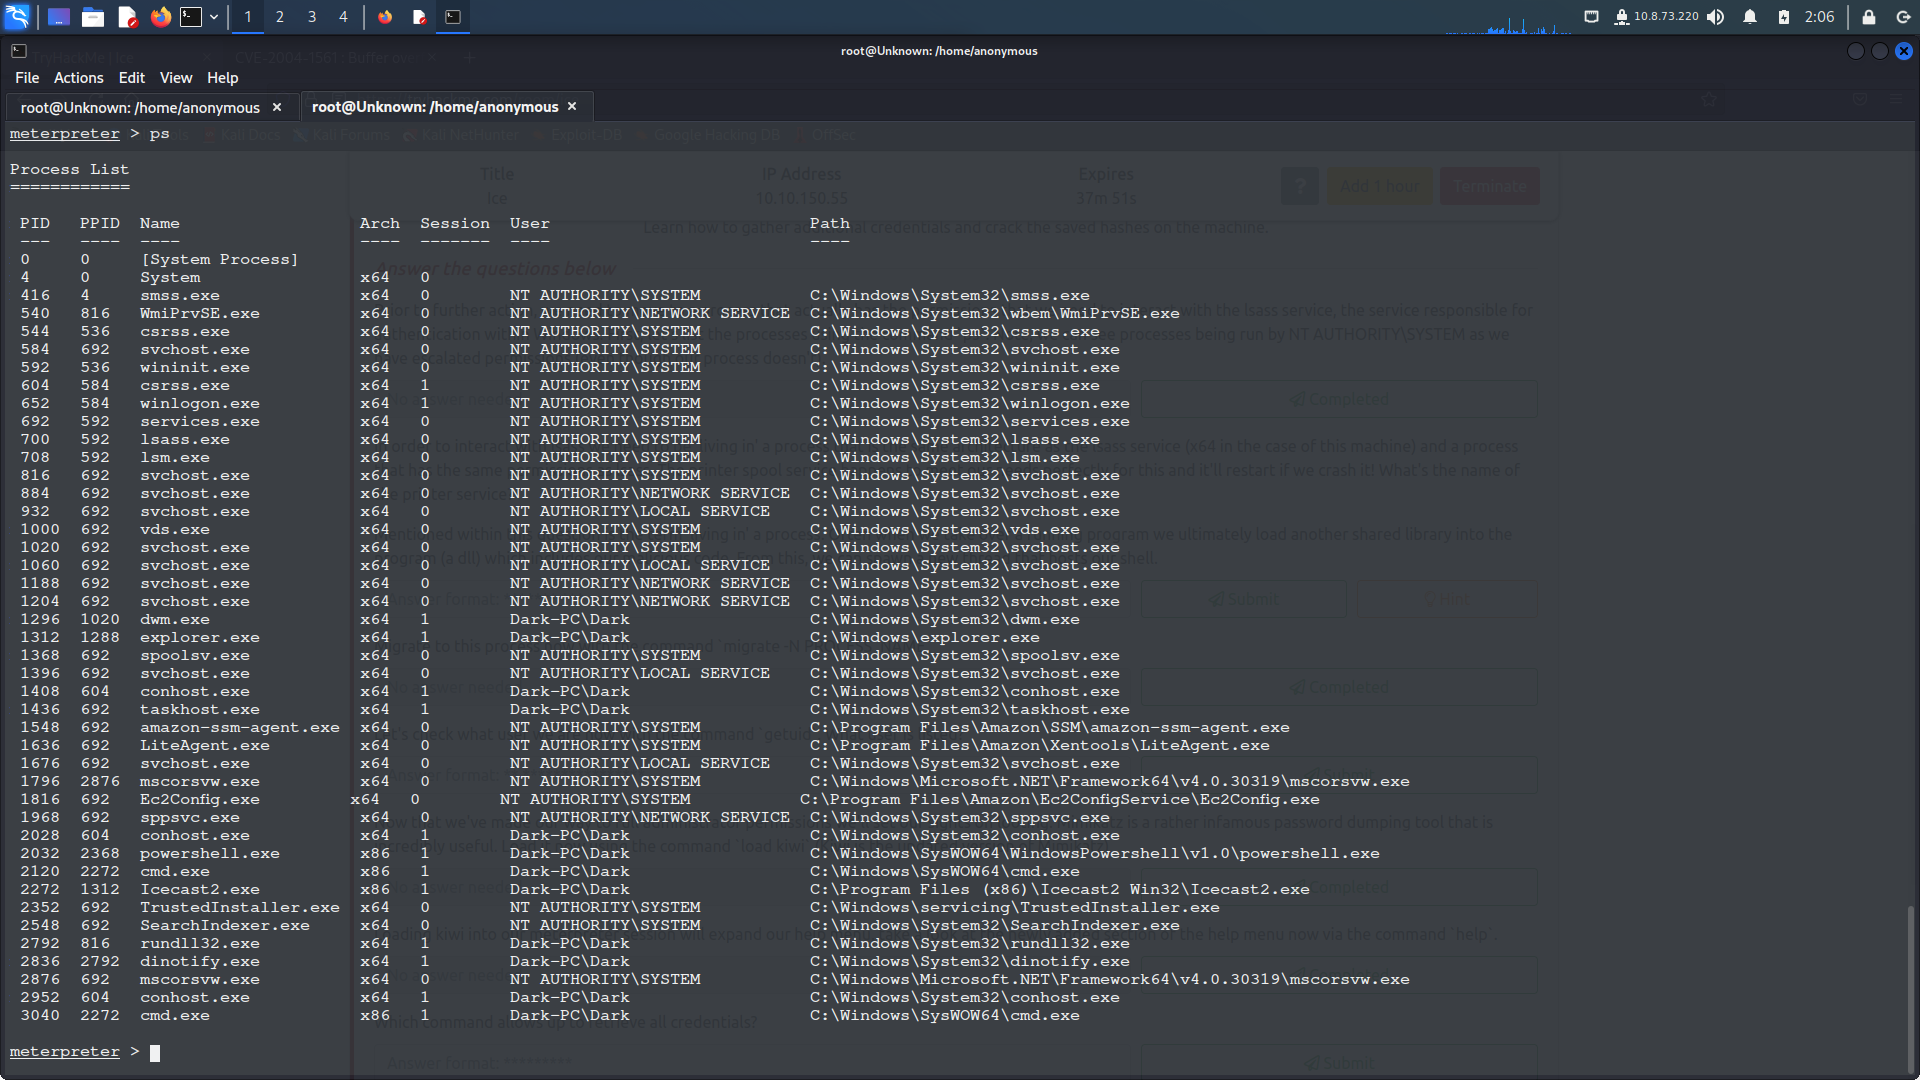 1 2 3 4 10.8.73.220 2:06
root@Unknown: /home/anonymous
File Actions Edit View Help
root@Unknown: /home/anonymous × root@Unknown: /home/anonymous ×
meterpreter > ps
Process List
============
PID PPID Name Arch Session User Path
--- ---- ---- ---- ------- ---- ----
0 0 [System Process]
4 0 System x64 0
416 4 smss.exe x64 0 NT AUTHORITY\SYSTEM C:\Windows\System32\smss.exe
540 816 WmiPrvSE.exe x64 0 NT AUTHORITY\NETWORK SERVICE C:\Windows\System32\wbem\WmiPrvSE.exe
544 536 csrss.exe x64 0 NT AUTHORITY\SYSTEM C:\Windows\System32\csrss.exe
584 692 svchost.exe x64 0 NT AUTHORITY\SYSTEM C:\Windows\System32\svchost.exe
592 536 wininit.exe x64 0 NT AUTHORITY\SYSTEM C:\Windows\System32\wininit.exe
604 584 csrss.exe x64 1 NT AUTHORITY\SYSTEM C:\Windows\System32\csrss.exe
652 584 winlogon.exe x64 1 NT AUTHORITY\SYSTEM C:\Windows\System32\winlogon.exe
692 592 services.exe x64 0 NT AUTHORITY\SYSTEM C:\Windows\System32\services.exe
700 592 lsass.exe x64 0 NT AUTHORITY\SYSTEM C:\Windows\System32\lsass.exe
708 592 lsm.exe x64 0 NT AUTHORITY\SYSTEM C:\Windows\System32\lsm.exe
816 692 svchost.exe x64 0 NT AUTHORITY\SYSTEM C:\Windows\System32\svchost.exe
884 692 svchost.exe x64 0 NT AUTHORITY\NETWORK SERVICE C:\Windows\System32\svchost.exe
932 692 svchost.exe x64 0 NT AUTHORITY\LOCAL SERVICE C:\Windows\System32\svchost.exe
1000 692 vds.exe x64 0 NT AUTHORITY\SYSTEM C:\Windows\System32\vds.exe
1020 692 svchost.exe x64 0 NT AUTHORITY\SYSTEM C:\Windows\System32\svchost.exe
1060 692 svchost.exe x64 0 NT AUTHORITY\LOCAL SERVICE C:\Windows\System32\svchost.exe
1188 692 svchost.exe x64 0 NT AUTHORITY\NETWORK SERVICE C:\Windows\System32\svchost.exe
1204 692 svchost.exe x64 0 NT AUTHORITY\NETWORK SERVICE C:\Windows\System32\svchost.exe
1296 1020 dwm.exe x64 1 Dark-PC\Dark C:\Windows\System32\dwm.exe
1312 1288 explorer.exe x64 1 Dark-PC\Dark C:\Windows\explorer.exe
1368 692 spoolsv.exe x64 0 NT AUTHORITY\SYSTEM C:\Windows\System32\spoolsv.exe
1396 692 svchost.exe x64 0 NT AUTHORITY\LOCAL SERVICE C:\Windows\System32\svchost.exe
1408 604 conhost.exe x64 1 Dark-PC\Dark C:\Windows\System32\conhost.exe
1436 692 taskhost.exe x64 1 Dark-PC\Dark C:\Windows\System32\taskhost.exe
1548 692 amazon-ssm-agent.exe x64 0 NT AUTHORITY\SYSTEM C:\Program Files\Amazon\SSM\amazon-ssm-agent.exe
1636 692 LiteAgent.exe x64 0 NT AUTHORITY\SYSTEM C:\Program Files\Amazon\Xentools\LiteAgent.exe
1676 692 svchost.exe x64 0 NT AUTHORITY\LOCAL SERVICE C:\Windows\System32\svchost.exe
1796 2876 mscorsvw.exe x64 0 NT AUTHORITY\SYSTEM C:\Windows\Microsoft.NET\Framework64\v4.0.30319\mscorsvw.exe
1816 692 Ec2Config.exe x64 0 NT AUTHORITY\SYSTEM C:\Program Files\Amazon\Ec2ConfigService\Ec2Config.exe
1968 692 sppsvc.exe x64 0 NT AUTHORITY\NETWORK SERVICE C:\Windows\System32\sppsvc.exe
2028 604 conhost.exe x64 1 Dark-PC\Dark C:\Windows\System32\conhost.exe
2032 2368 powershell.exe x86 1 Dark-PC\Dark C:\Windows\SysWOW64\WindowsPowershell\v1.0\powershell.exe
2120 2272 cmd.exe x86 1 Dark-PC\Dark C:\Windows\SysWOW64\cmd.exe
2272 1312 Icecast2.exe x86 1 Dark-PC\Dark C:\Program Files (x86)\Icecast2 Win32\Icecast2.exe
2352 692 TrustedInstaller.exe x64 0 NT AUTHORITY\SYSTEM C:\Windows\servicing\TrustedInstaller.exe
2548 692 SearchIndexer.exe x64 0 NT AUTHORITY\SYSTEM C:\Windows\System32\SearchIndexer.exe
2792 816 rundll32.exe x64 1 Dark-PC\Dark C:\Windows\System32\rundll32.exe
2836 2792 dinotify.exe x64 1 Dark-PC\Dark C:\Windows\System32\dinotify.exe
2876 692 mscorsvw.exe x64 0 NT AUTHORITY\SYSTEM C:\Windows\Microsoft.NET\Framework64\v4.0.30319\mscorsvw.exe
2952 604 conhost.exe x64 1 Dark-PC\Dark C:\Windows\System32\conhost.exe
3040 2272 cmd.exe x86 1 Dark-PC\Dark C:\Windows\SysWOW64\cmd.exe
meterpreter >